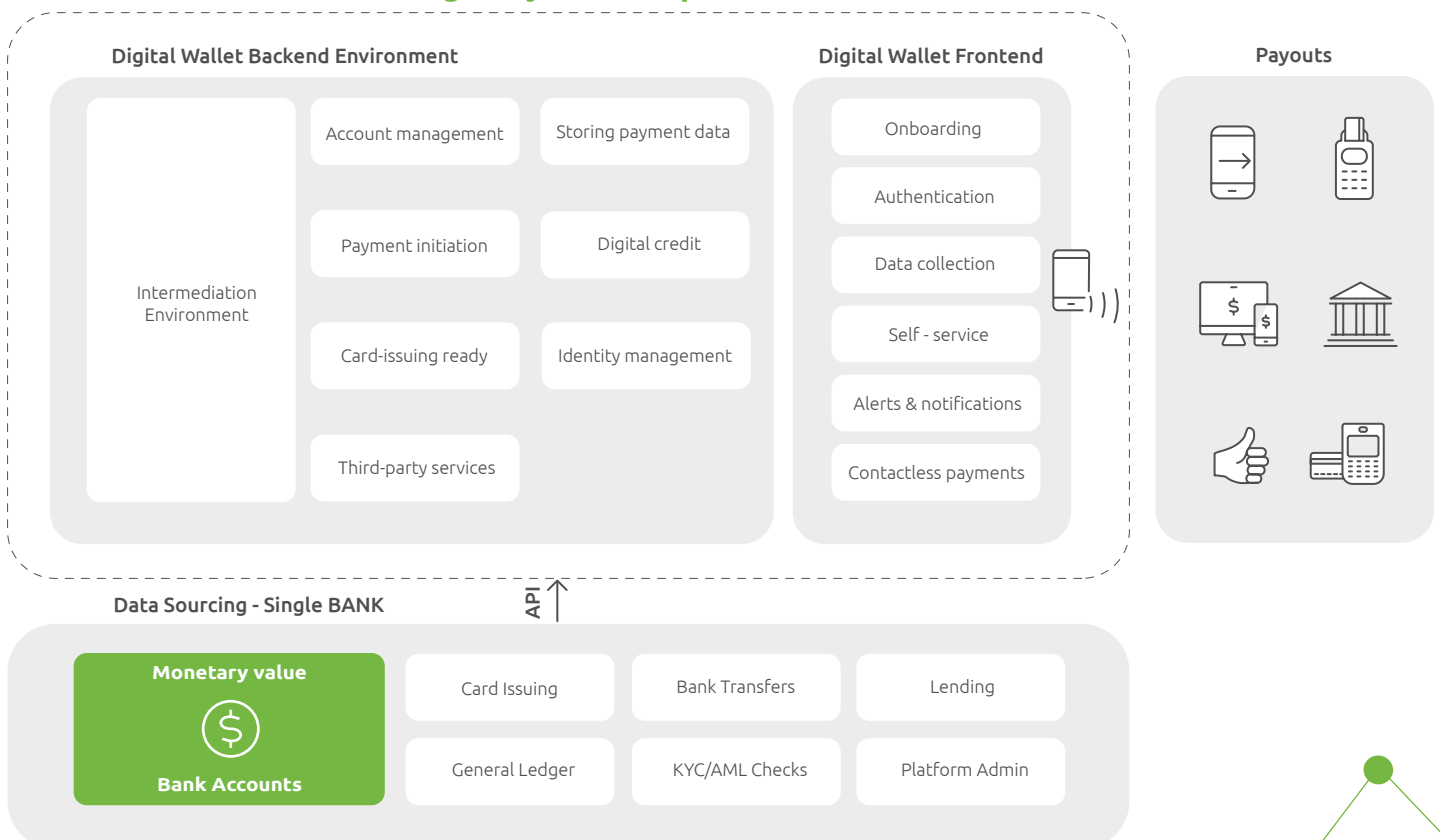 Digital Wallet Backend Environment
Digital Wallet Frontend
Payouts
Intermediation
Environment
Account management
Storing payment data
Payment initiation
Digital credit
Card-issuing ready
Identity management
Third-party services
Onboarding
Authentication
Data collection
Self - service
Alerts & notifications
Contactless payments
$
$
Data Sourcing - Single BANK
API
Monetary value
$
Bank Accounts
Card Issuing
Bank Transfers
Lending
General Ledger
KYC/AML Checks
Platform Admin